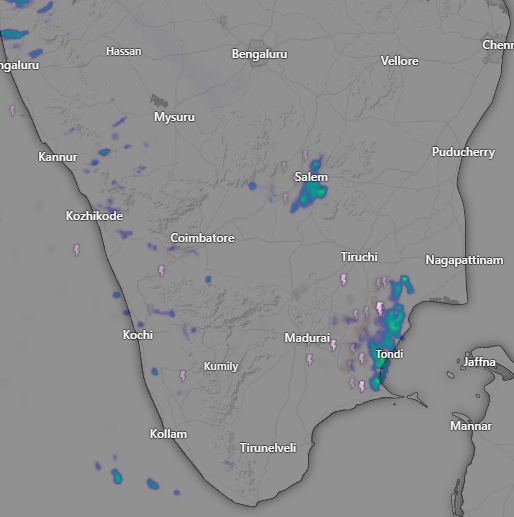 Hassan
Bengaluru
Chenn
Vellore
ngaluru
Mysuru
Kannur
Puducherry
Salem
Kozhikode
Coimbatore
Tiruchi
Nagapattinam
Kochi
Madurai
Tondi
Kumily
Jaffna
Mannar
Kollam
Tirunelveli